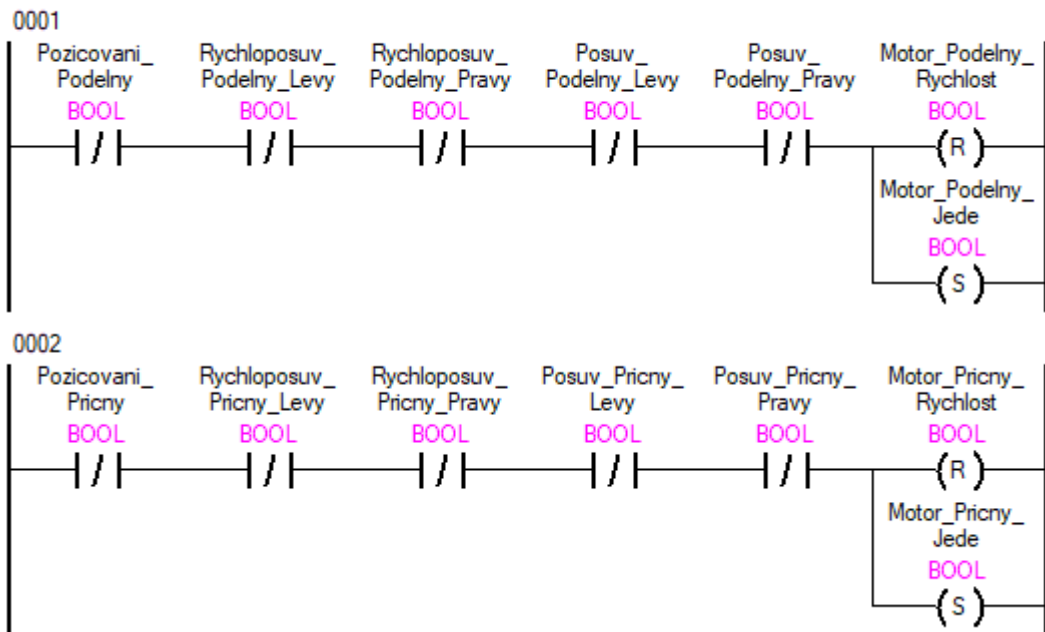 0001
Pozicovani_ Rychloposuv_ Rychloposuv_ Posuv_ Posuv_ Motor_Podelny_
Podelny Podelny_Levy Podelny_Pravy Podelny_Levy Podelny_Pravy Rychlost
BOOL BOOL BOOL BOOL BOOL BOOL
/ / / / / R
Motor_Podelny_
Jede
BOOL
S
0002
Pozicovani_ Rychloposuv_ Rychloposuv_ Posuv_Pricny_ Posuv_Pricny_ Motor_Pricny_
Pricny Pricny_Levy Pricny_Pravy Levy Pravy Rychlost
BOOL BOOL BOOL BOOL BOOL BOOL
/ / / / / R
Motor_Pricny_
Jede
BOOL
S